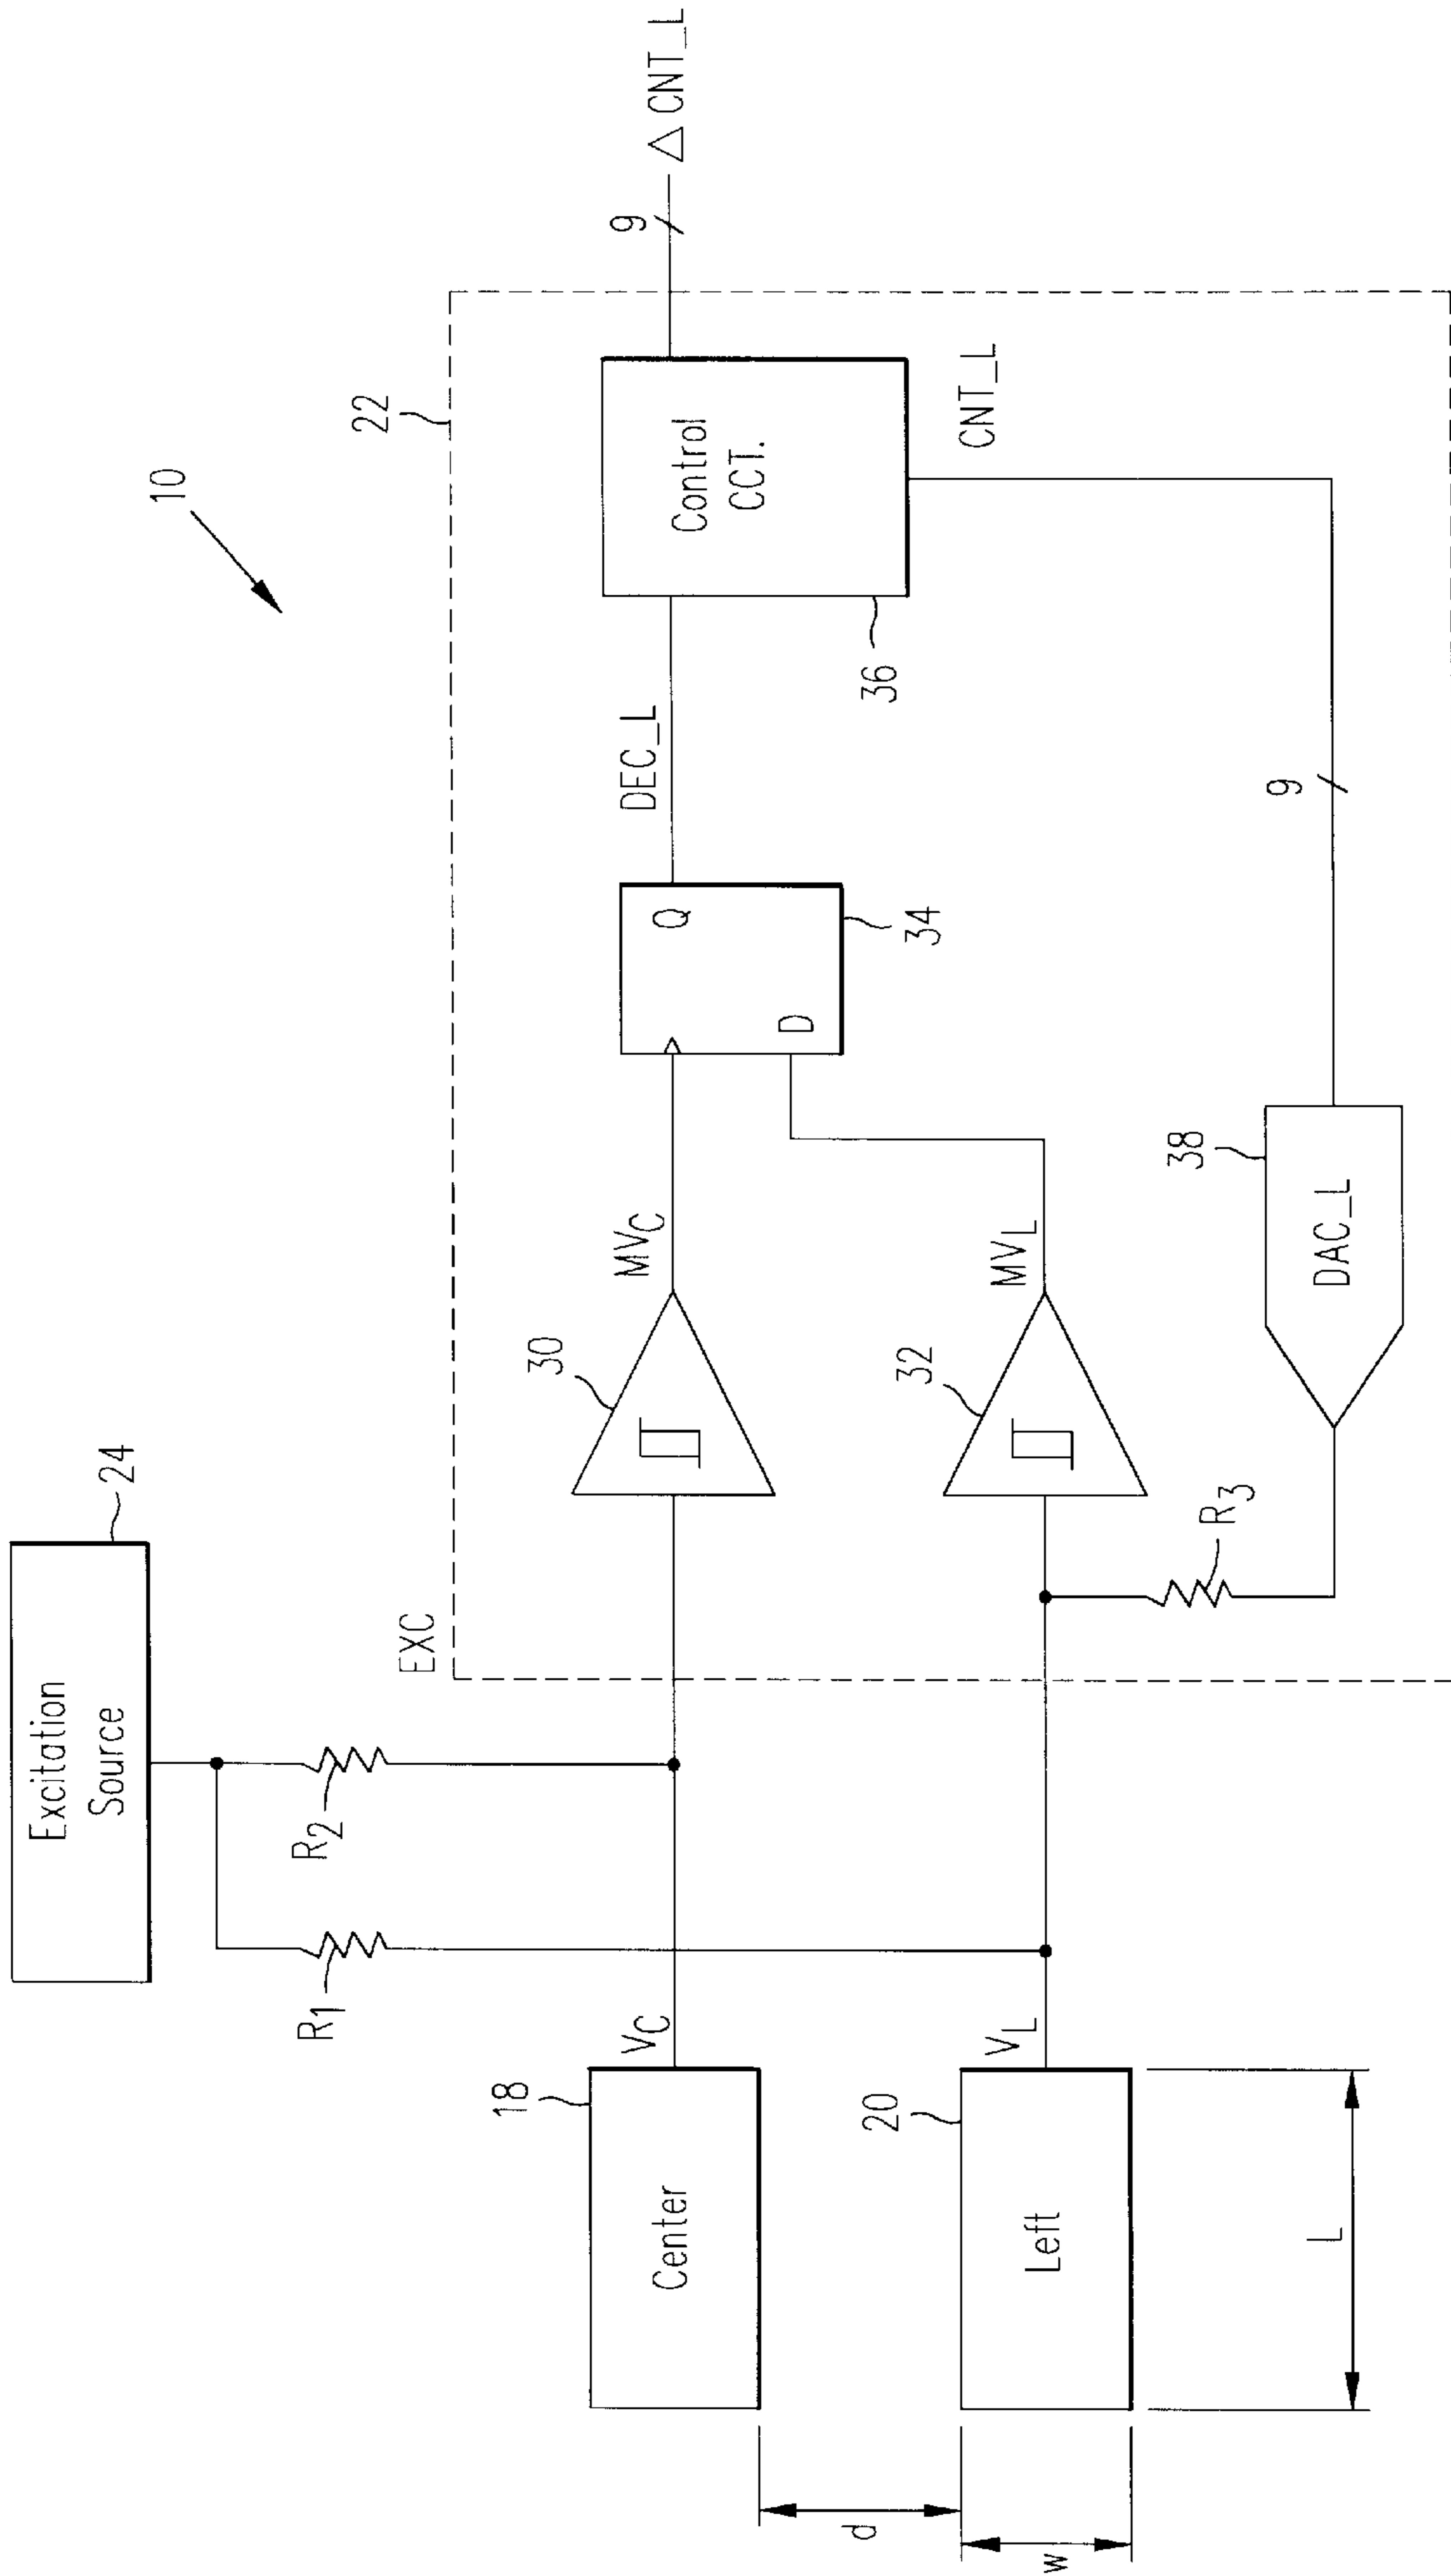 10
Excitation
Source
24
R1
R2
EXC
22
Center
18
VC
30
MVC
Q
D
34
DEC_L
Control
CCT.
36
9
△ CNT_L
Left
20
VL
32
MVL
R3
DAC_L
38
9
CNT_L
d
w
L